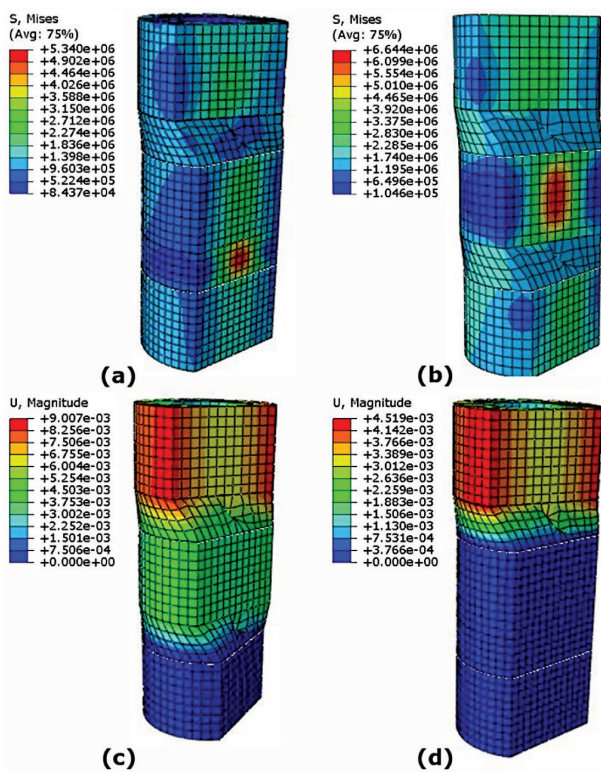 S, Mises
(Avg: 75%)
+5.340e+06
+4.902e+06
+4.464e+06
+4.026e+06
+3.588e+06
+3.150e+06
+2.712e+06
+2.274e+06
+1.836e+06
+1.398e+06
+9.603e+05
+5.224e+05
+8.437e+04
(a)
S, Mises
(Avg: 75%)
+6.644e+06
+6.099e+06
+5.554e+06
+5.010e+06
+4.465e+06
+3.920e+06
+3.375e+06
+2.830e+06
+2.285e+06
+1.740e+06
+1.195e+06
+6.496e+05
+1.046e+05
(b)
U, Magnitude
+9.007e-03
+8.256e-03
+7.506e-03
+6.755e-03
+6.004e-03
+5.254e-03
+4.503e-03
+3.753e-03
+3.002e-03
+2.252e-03
+1.501e-03
+7.506e-04
+0.000e+00
(c)
U, Magnitude
+4.519e-03
+4.142e-03
+3.766e-03
+3.389e-03
+3.012e-03
+2.636e-03
+2.259e-03
+1.883e-03
+1.506e-03
+1.130e-03
+7.531e-04
+3.766e-04
+0.000e+00
(d)